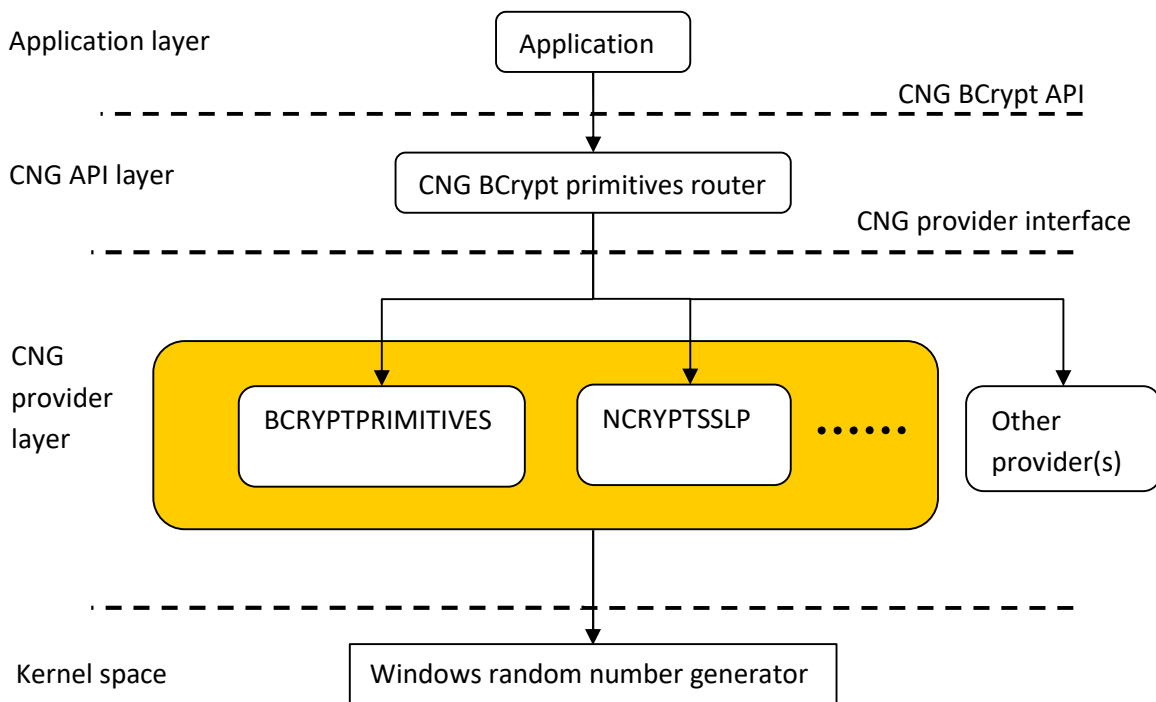 Application layer
Application
CNG BCrypt API
CNG API layer
CNG BCrypt primitives router
CNG provider interface
CNG
provider
layer
BCRYPTPRIMITIVES
NCRYPTSSLP
......
Other
provider(s)
Kernel space
Windows random number generator